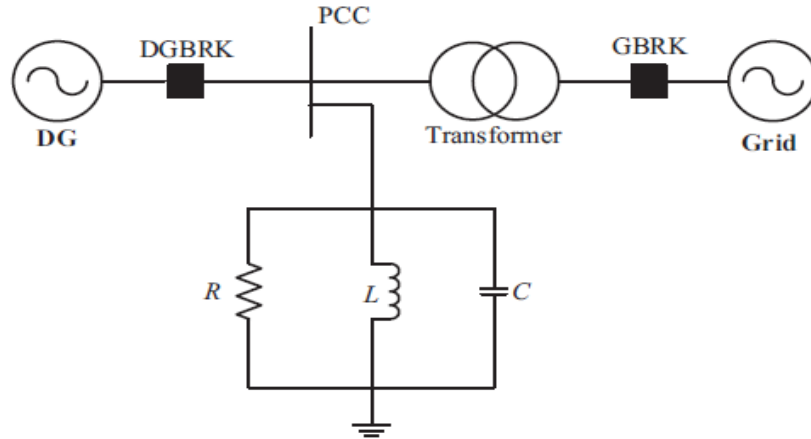 PCC
DGBRK
GBRK
DG
Transformer
Grid
R
L
C